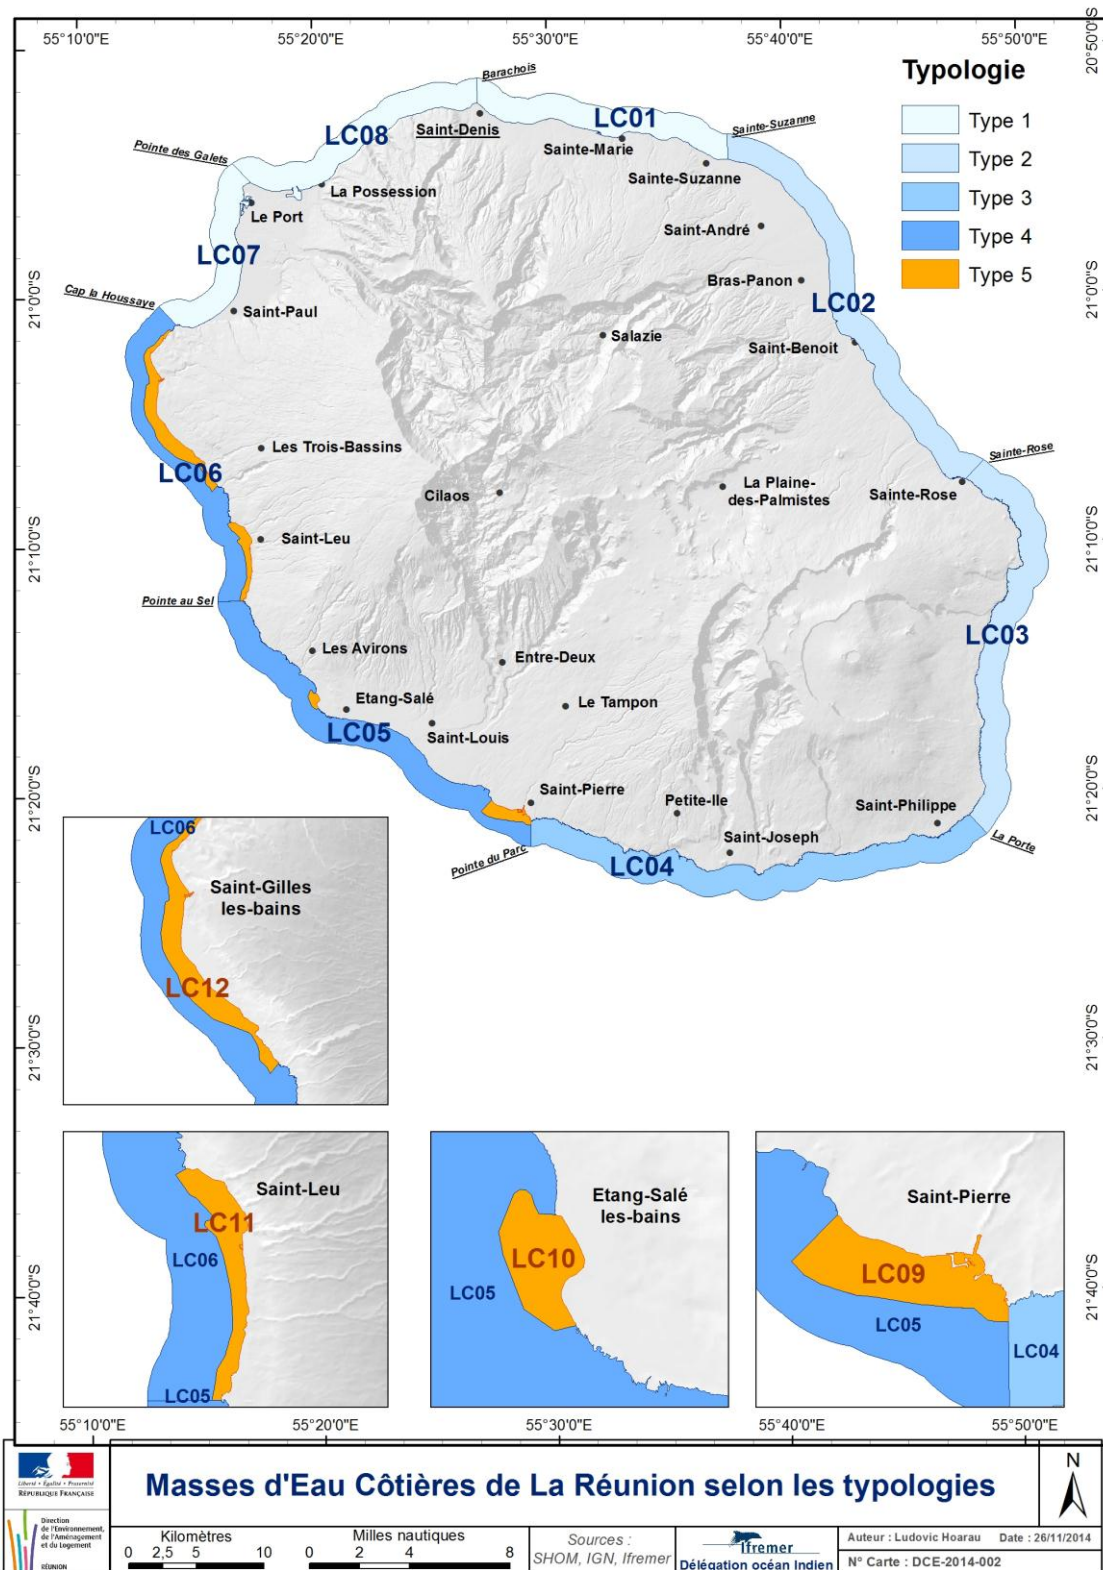 55°10'0"E 55°20'0"E 55°30'0"E 55°40'0"E 55°50'0"E
20°50'0"S
Typologie
Type 1
Type 2
Type 3
Type 4
Type 5
Barachois
LC01
LC08
Saint-Denis
Sainte-Suzanne
Sainte-Marie
Pointe des Galets
Sainte-Suzanne
La Possession
Le Port
Saint-André
LC07
Bras-Panon
Cap la Houssaye
LC02
21°0'0"S
21°0'0"S
Saint-Paul
Salazie
Saint-Benoit
Les Trois-Bassins
Sainte-Rose
LC06
La Plaine-
des-Palmistes
Cilaos
Sainte-Rose
Saint-Leu
21°10'0"S
21°10'0"S
Pointe au Sel
LC03
Les Avirons
Entre-Deux
Etang-Salé
Le Tampon
LC05
Saint-Louis
21°20'0"S
21°20'0"S
Saint-Pierre
Petite-Ile
Saint-Philippe
Saint-Joseph
La Porte
Pointe du Parc
LC04
LC06
Saint-Gilles
les-bains
LC12
21°30'0"S
21°30'0"S
Saint-Leu
LC11
LC06
LC05
Etang-Salé
les-bains
LC10
LC05
Saint-Pierre
LC09
LC05
LC04
21°40'0"S
21°40'0"S
55°10'0"E 55°20'0"E 55°30'0"E 55°40'0"E 55°50'0"E
Liberté • Égalité • Fraternité
RÉPUBLIQUE FRANÇAISE
Direction
de l'Environnement,
de l'Aménagement
et du Logement
RÉUNION
Masses d'Eau Côtières de La Réunion selon les typologies
N
Kilomètres
0 2,5 5 10
Milles nautiques
0 2 4 8
Sources :
SHOM, IGN, Ifremer
Ifremer
Délégation océan Indien
Auteur : Ludovic Hoarau Date : 26/11/2014
N° Carte : DCE-2014-002